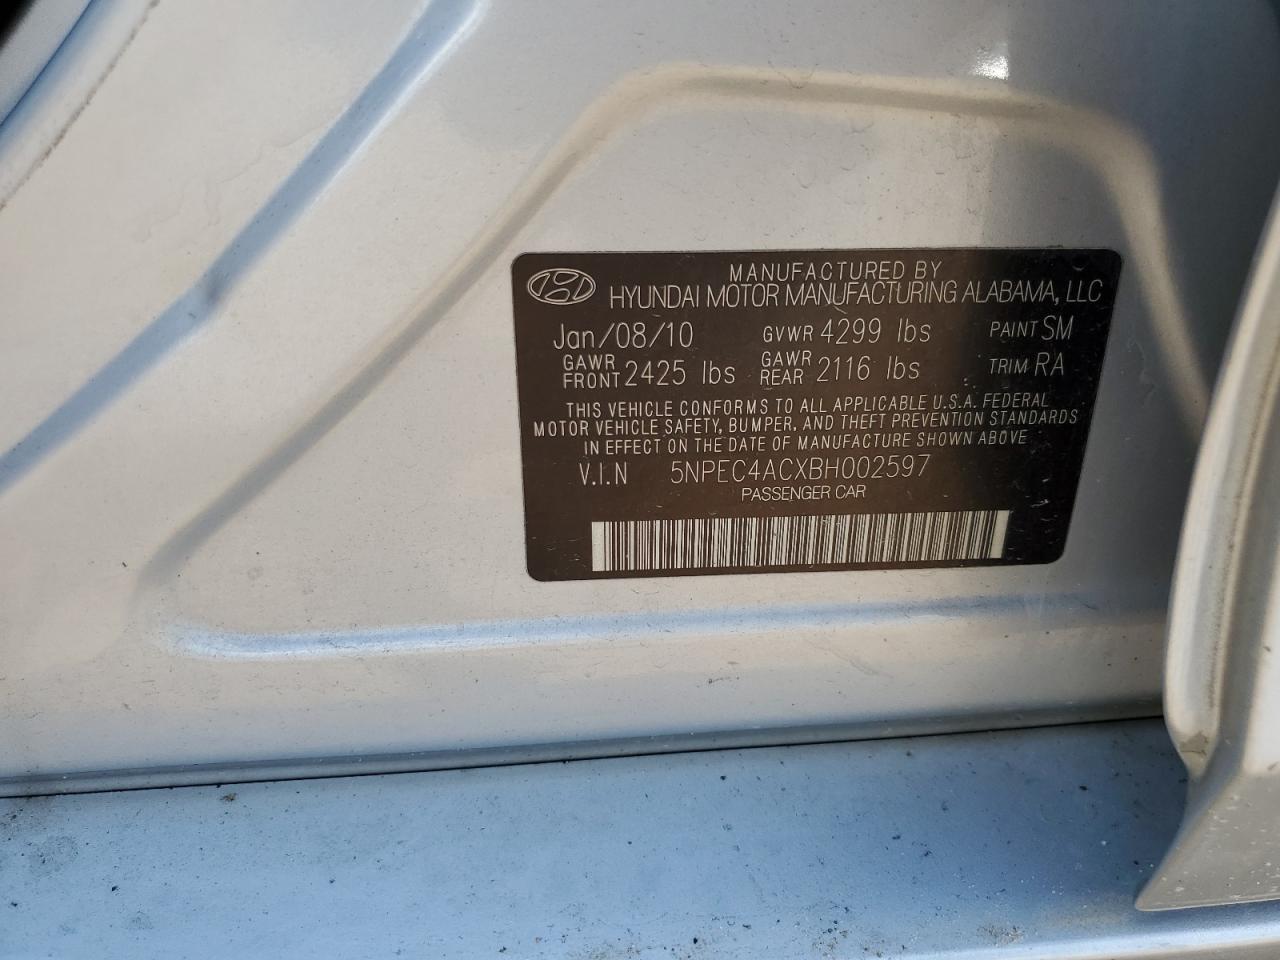 MANUFACTURED BY
HYUNDAI MOTOR MANUFACTURING ALABAMA, LLC
Jan/08/10 GVWR 4299 lbs PAINT SM
GAWR FRONT 2425 lbs GAWR REAR 2116 lbs TRIM RA
THIS VEHICLE CONFORMS TO ALL APPLICABLE U.S.A. FEDERAL
MOTOR VEHICLE SAFETY, BUMPER, AND THEFT PREVENTION STANDARDS
IN EFFECT ON THE DATE OF MANUFACTURE SHOWN ABOVE
V.I.N 5NPEC4ACXBH002597
PASSENGER CAR